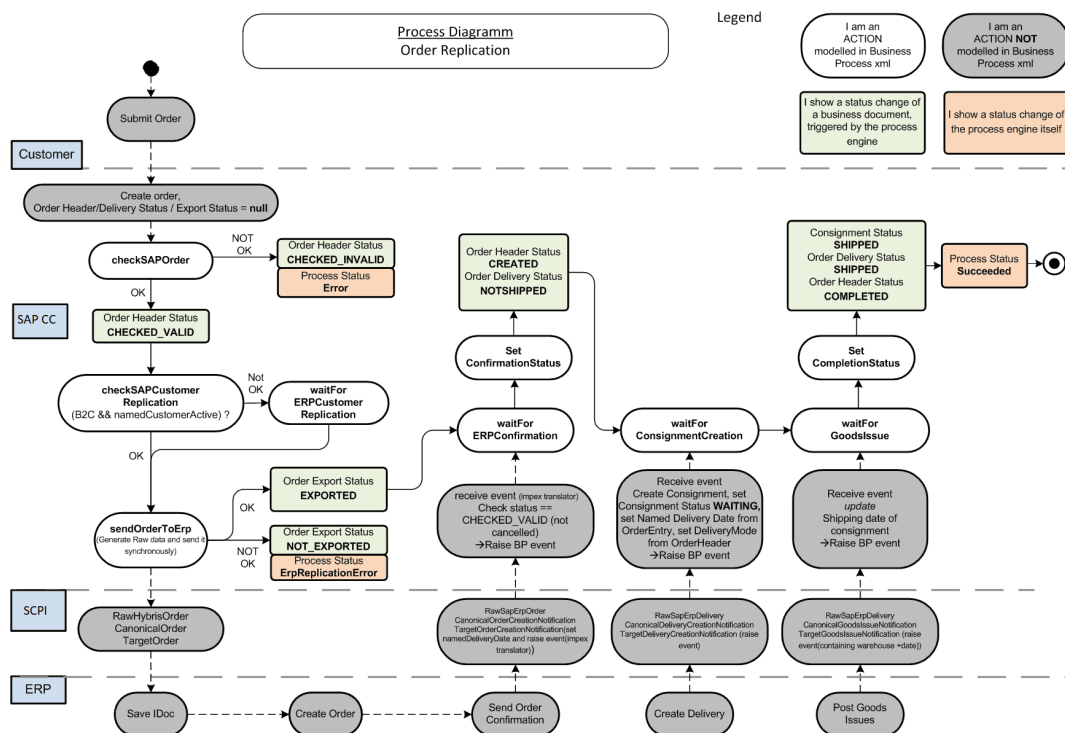 Process Diagramm
Order Replication
Legend
I am an
ACTION
modelled in Business
Process xml
I am an
ACTION NOT
modelled in Business
Process xml
I show a status change of
a business document,
triggered by the process
engine
I show a status change of
the process engine itself
Submit Order
Customer
Create order,
Order Header/Delivery Status / Export Status = null
checkSAPOrder
NOT
OK
Order Header Status
CHECKED_INVALID
Process Status
Error
OK
SAP CC
Order Header Status
CHECKED_VALID
checkSAPCustomer
Replication
(B2C && namedCustomerActive) ?
Not
OK
waitFor
ERPCustomer
Replication
OK
sendOrderToErp
(Generate Raw data and send it
synchronously)
OK
Order Export Status
EXPORTED
NOT
OK
Order Export Status
NOT_EXPORTED
Process Status
ErpReplicationError
Order Header Status
CREATED
Order Delivery Status
NOTSHIPPED
Set
ConfirmationStatus
waitFor
ERPConfirmation
receive event (impex translator)
Check status ==
CHECKED_VALID (not
cancelled)
→Raise BP event
waitFor
ConsignmentCreation
Receive event
Create Consignment, set
Consignment Status WAITING,
set Named Delivery Date from
OrderEntry, set DeliveryMode
from OrderHeader
→Raise BP event
Consignment Status
SHIPPED
Order Delivery Status
SHIPPED
Order Header Status
COMPLETED
Process Status
Succeeded
Set
CompletionStatus
waitFor
GoodsIssue
Receive event
update
Shipping date of
consignment
→Raise BP event
SCPI
RawHybrisOrder
CanonicalOrder
TargetOrder
RawSapErpOrder
CanonicalOrderCreationNotification
TargetOrderCreationNotification(set
namedDeliveryDate and raise event(impex
translator))
RawSapErpDelivery
CanonicalDeliveryCreationNotification
TargetDeliveryCreationNotification (raise
event)
RawSapErpDelivery
CanonicalGoodsIssueNotification
TargetGoodsIssueNotification (raise
event(containing warehouse +date))
ERP
Save IDoc
Create Order
Send Order
Confirmation
Create Delivery
Post Goods
Issues